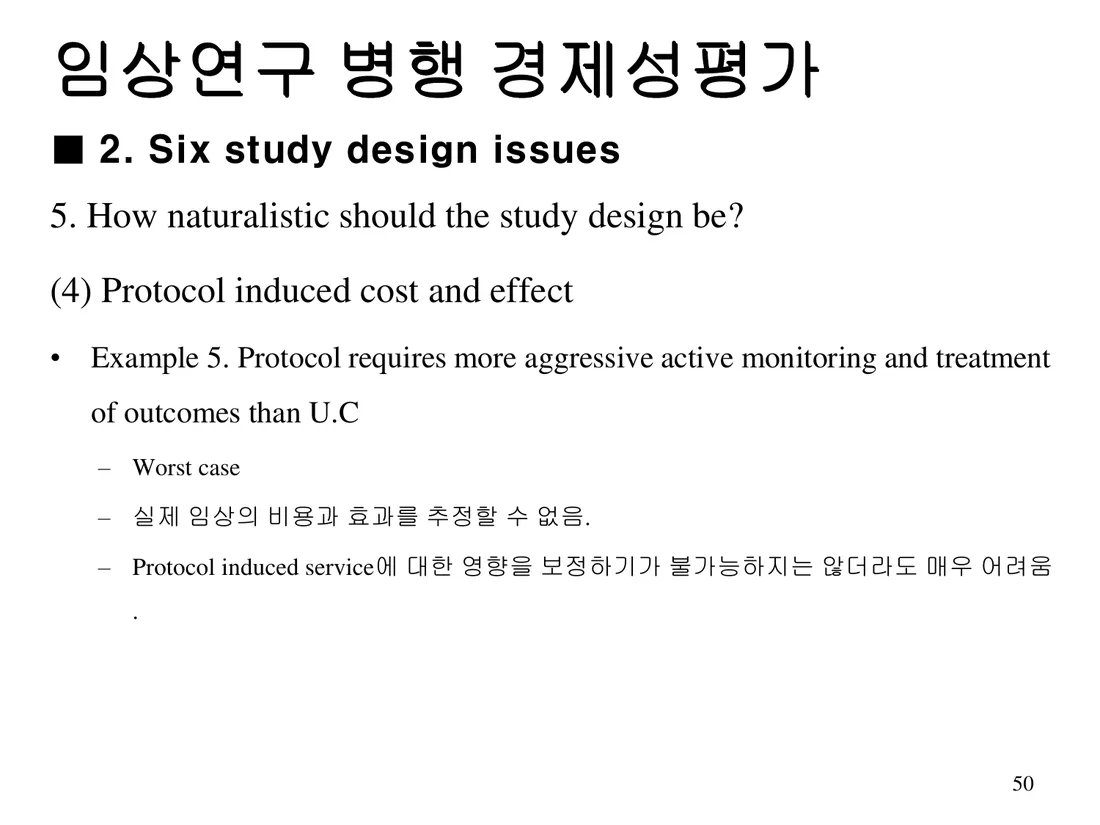 임상연구 병행 경제성평가
■ 2. Six study design issues
5. How naturalistic should the study design be?
(4) Protocol induced cost and effect
• Example 5. Protocol requires more aggressive active monitoring and treatment
of outcomes than U.C
– Worst case
– 실제 임상의 비용과 효과를 추정할 수 없음.
– Protocol induced service에 대한 영향을 보정하기가 불가능하지는 않더라도 매우 어려움
.
50